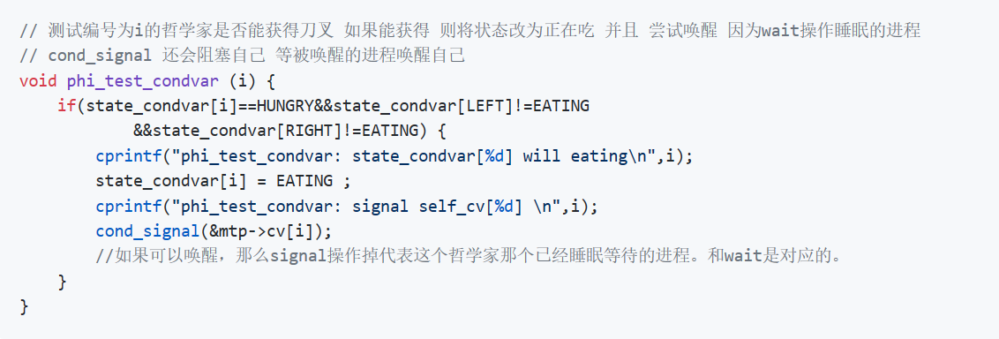 // 测试编号为i的哲学家是否能获得刀叉 如果能获得 则将状态改为正在吃 并且 尝试唤醒 因为wait操作睡眠的进程
// cond_signal 还会阻塞自己 等被唤醒的进程唤醒自己
void phi_test_condvar (i) {
    if(state_condvar[i]==HUNGRY&&state_condvar[LEFT]!=EATING
            &&state_condvar[RIGHT]!=EATING) {
        cprintf("phi_test_condvar: state_condvar[%d] will eating\n",i);
        state_condvar[i] = EATING ;
        cprintf("phi_test_condvar: signal self_cv[%d] \n",i);
        cond_signal(&mtp->cv[i]);
        //如果可以唤醒，那么signal操作掉代表这个哲学家那个已经睡眠等待的进程。和wait是对应的。
    }
}